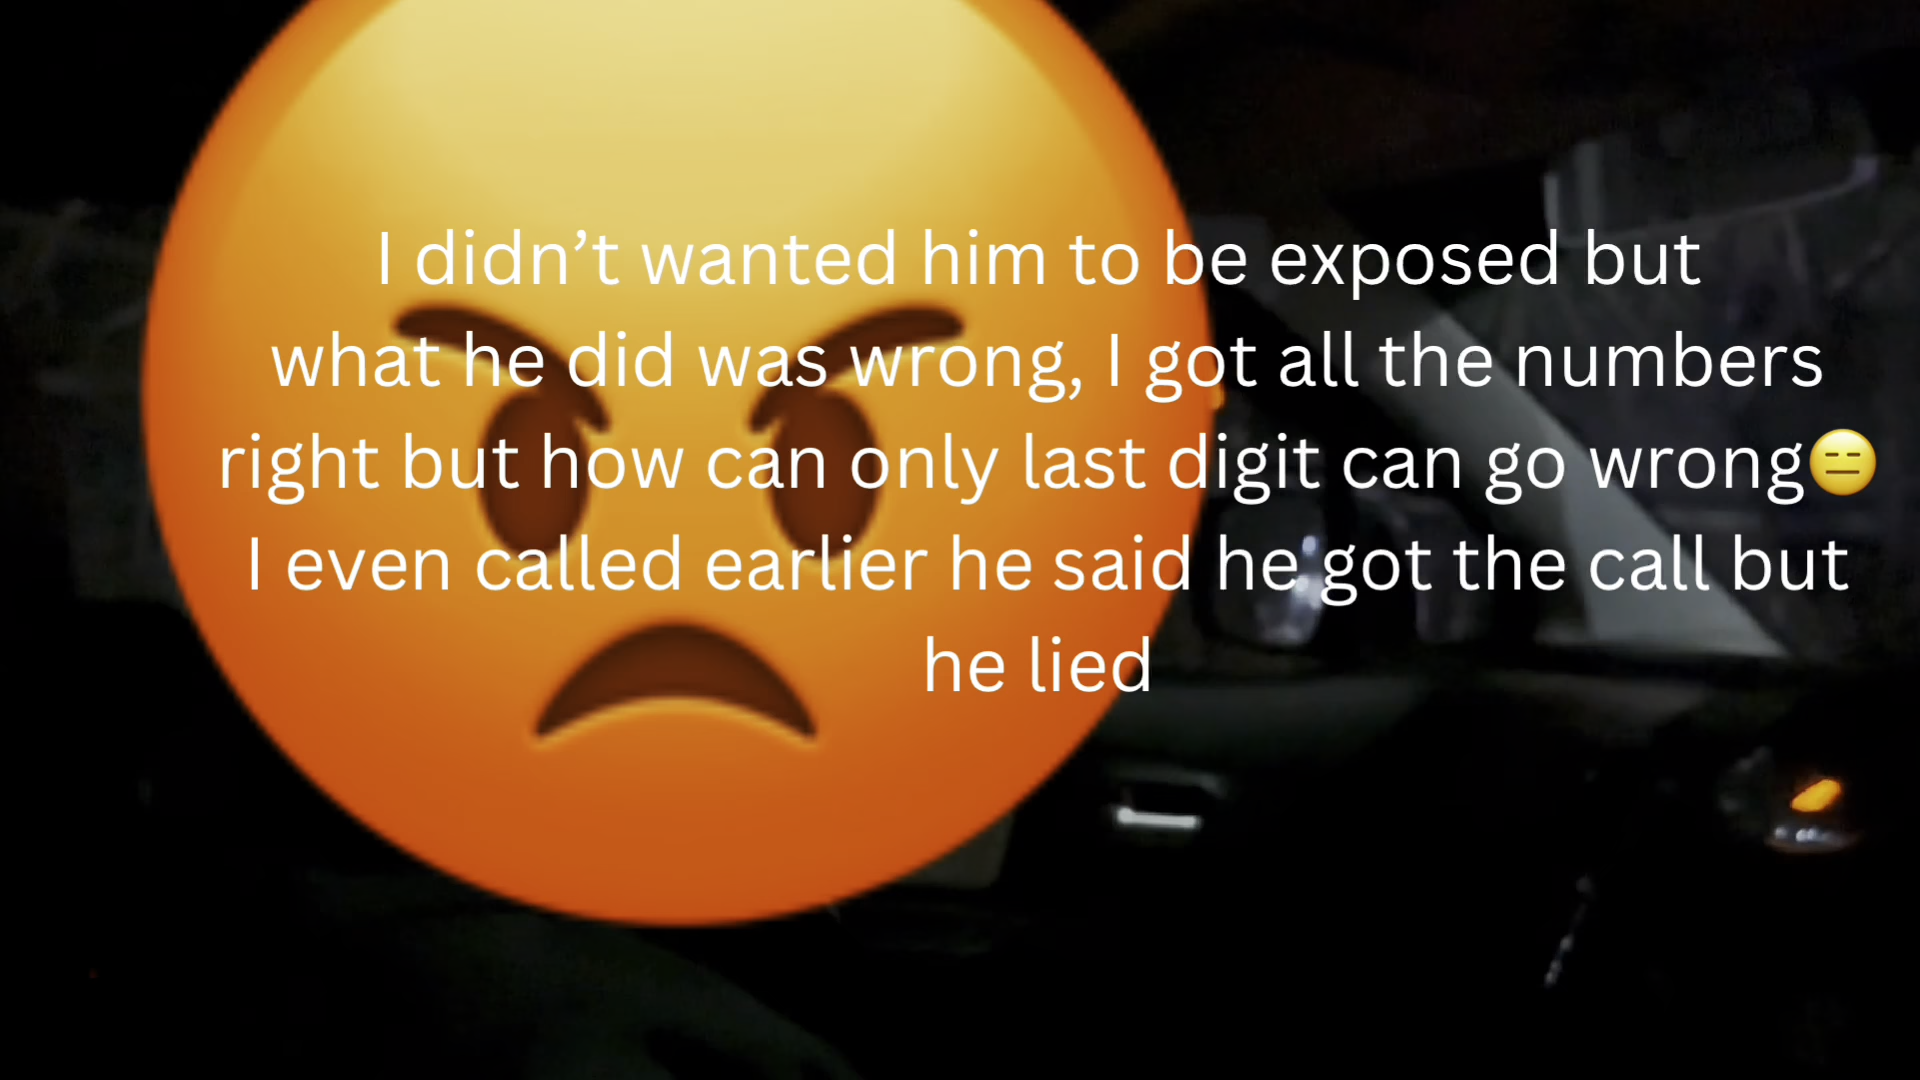 I didn’t wanted him to be exposed but
what he did was wrong, I got all the numbers
right but how can only last digit can go wrong😑
I even called earlier he said he got the call but
he lied